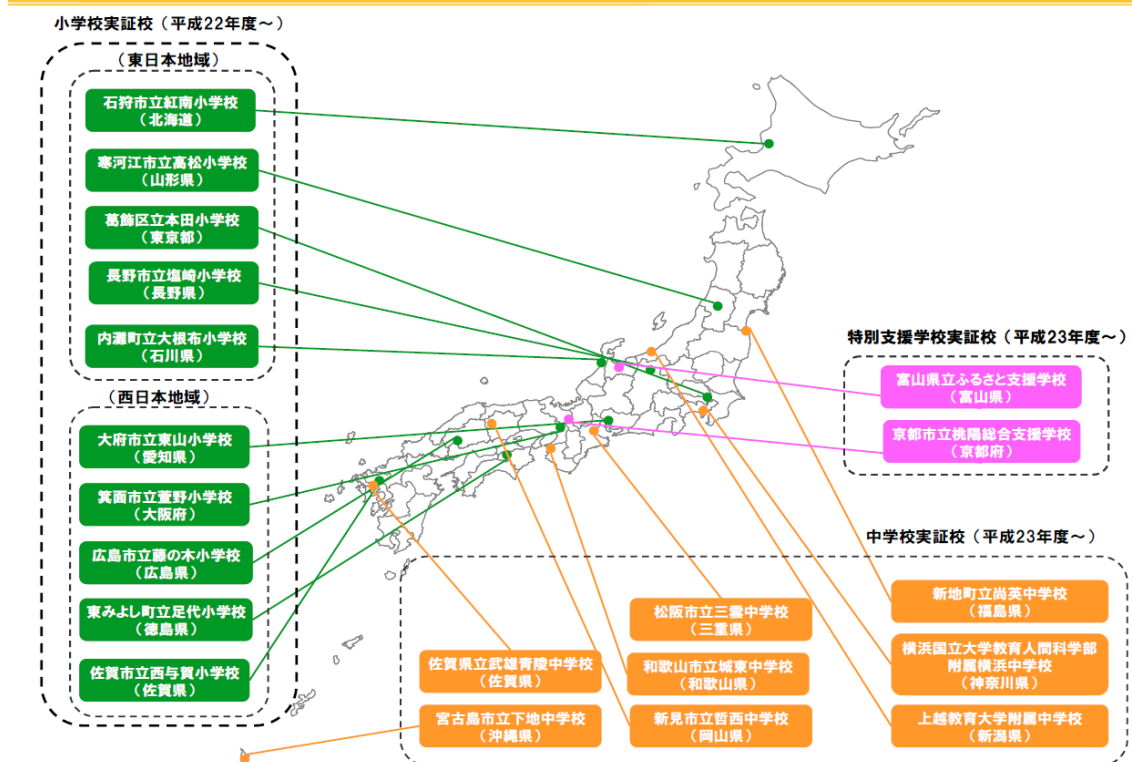 小学校実証校（平成22年度～）
（東日本地域）
石狩市立紅南小学校
（北海道）
寒河江市立高松小学校
（山形県）
葛飾区立本田小学校
（東京都）
長野市立塩崎小学校
（長野県）
内灘町立大根布小学校
（石川県）
（西日本地域）
大府市立東山小学校
（愛知県）
箕面市立萱野小学校
（大阪府）
広島市立藤の木小学校
（広島県）
東みよし町立足代小学校
（徳島県）
佐賀市立西与賀小学校
（佐賀県）
特別支援学校実証校（平成23年度～）
富山県立ふるさと支援学校
（富山県）
京都市立桃陽総合支援学校
（京都府）
中学校実証校（平成23年度～）
佐賀県立武雄青陵中学校
（佐賀県）
宮古島市立下地中学校
（沖縄県）
松阪市立三雲中学校
（三重県）
和歌山市立城東中学校
（和歌山県）
新見市立哲西中学校
（岡山県）
新地町立尚英中学校
（福島県）
横浜国立大学教育人間科学部
附属横浜中学校
（神奈川県）
上越教育大学附属中学校
（新潟県）